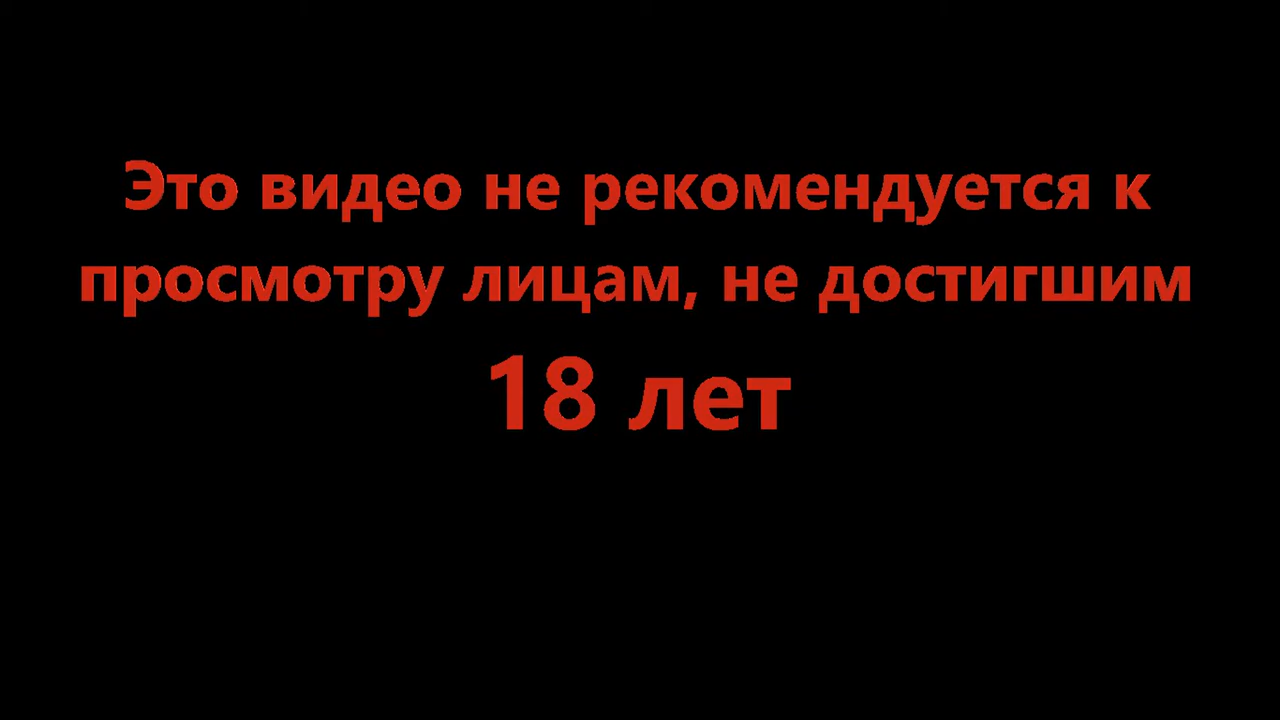 Это видео не рекомендуется к
просмотру лицам, не достигшим
18 лет